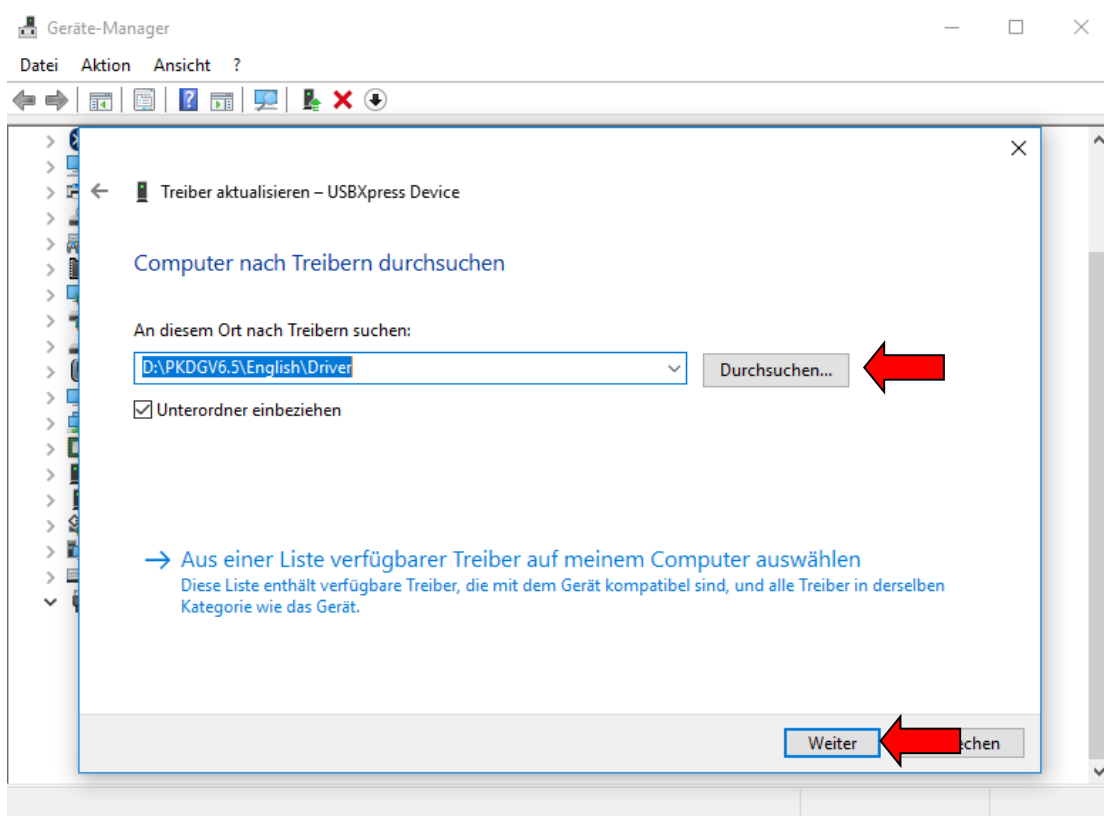 Geräte-Manager
Datei Aktion Ansicht ?
Treiber aktualisieren – USBXpress Device
Computer nach Treibern durchsuchen
An diesem Ort nach Treibern suchen:
D:\PKDGV6.5\English\Driver
Durchsuchen...
Unterordner einbeziehen
Aus einer Liste verfügbarer Treiber auf meinem Computer auswählen
Diese Liste enthält verfügbare Treiber, die mit dem Gerät kompatibel sind, und alle Treiber in derselben
Kategorie wie das Gerät.
Weiter